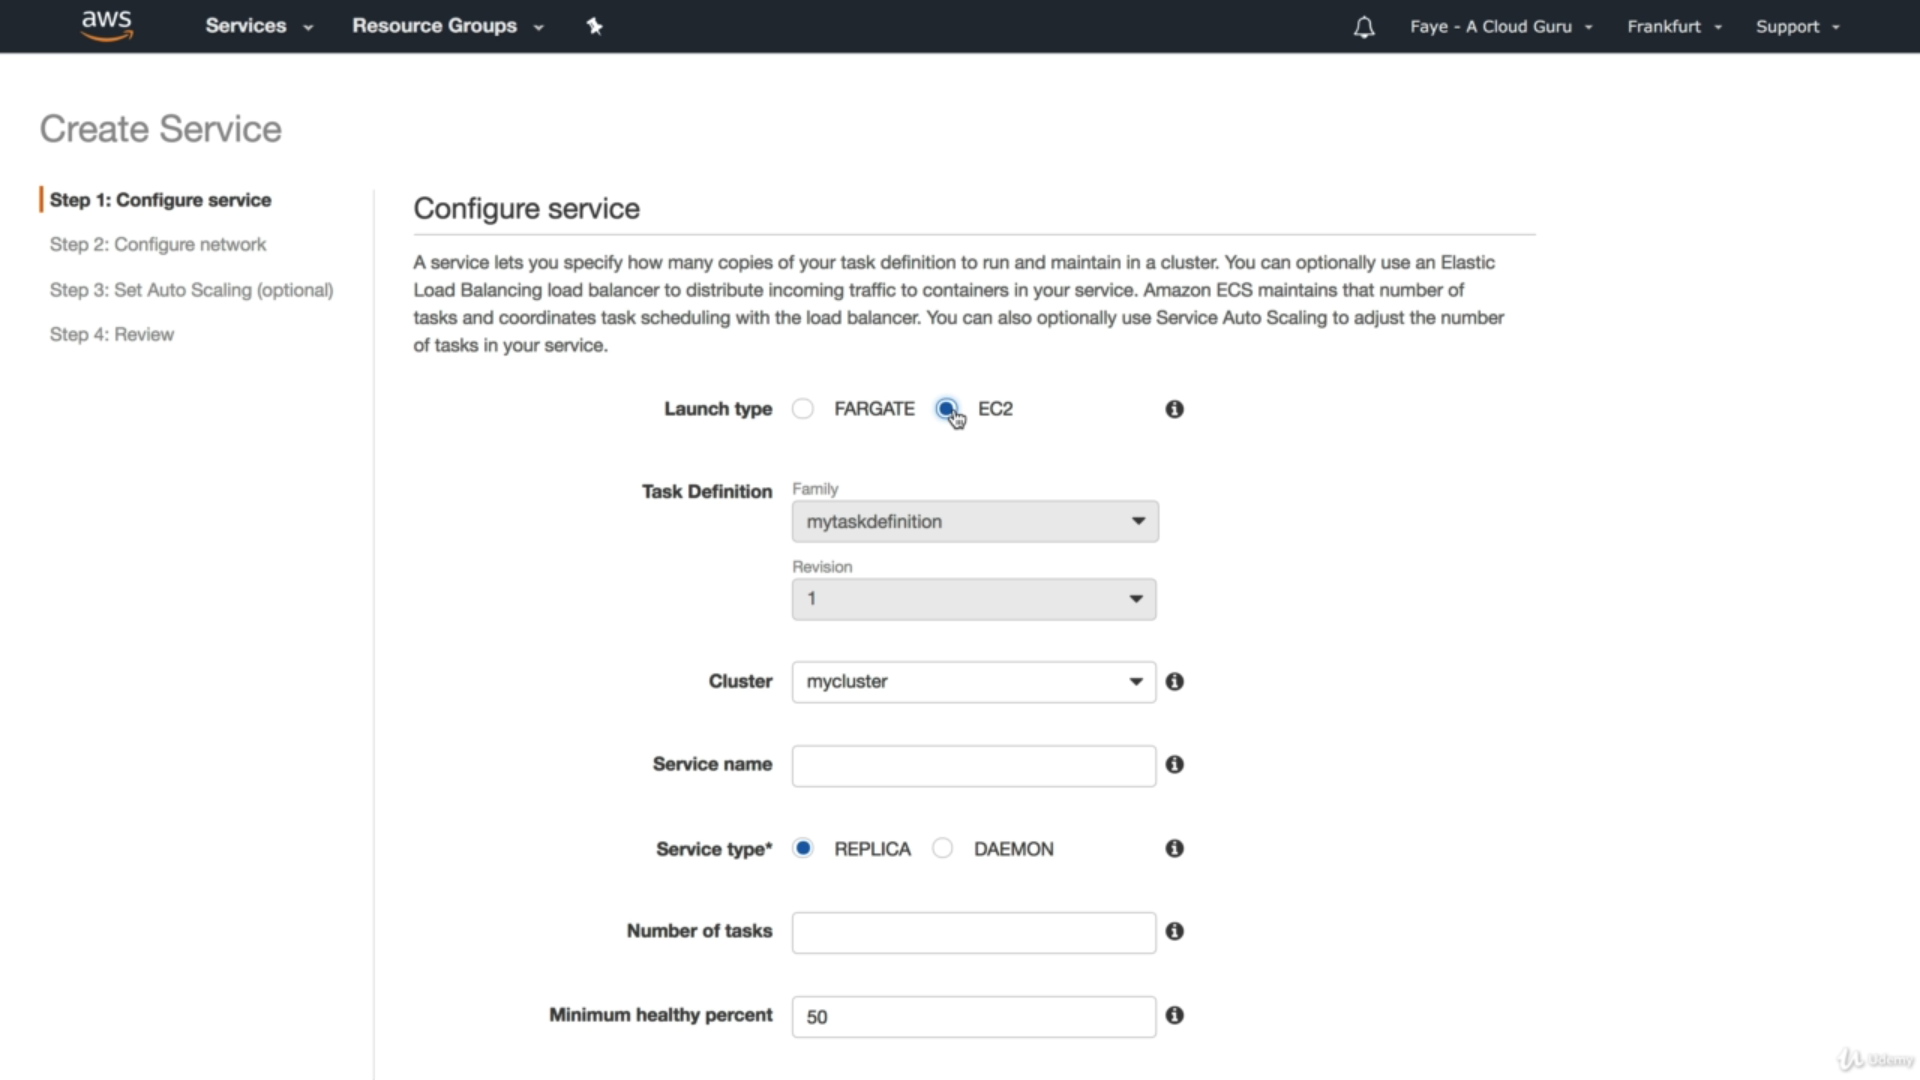 aws
Services
Resource Groups
Faye - A Cloud Guru
Frankfurt
Support
Create Service
Step 1: Configure service
Step 2: Configure network
Step 3: Set Auto Scaling (optional)
Step 4: Review
Configure service
A service lets you specify how many copies of your task definition to run and maintain in a cluster. You can optionally use an Elastic
Load Balancing load balancer to distribute incoming traffic to containers in your service. Amazon ECS maintains that number of
tasks and coordinates task scheduling with the load balancer. You can also optionally use Service Auto Scaling to adjust the number
of tasks in your service.
Launch type FARGATE EC2
Task Definition Family
mytaskdefinition
Revision
1
Cluster mycluster
Service name
Service type* REPLICA DAEMON
Number of tasks
Minimum healthy percent 50
Udemy